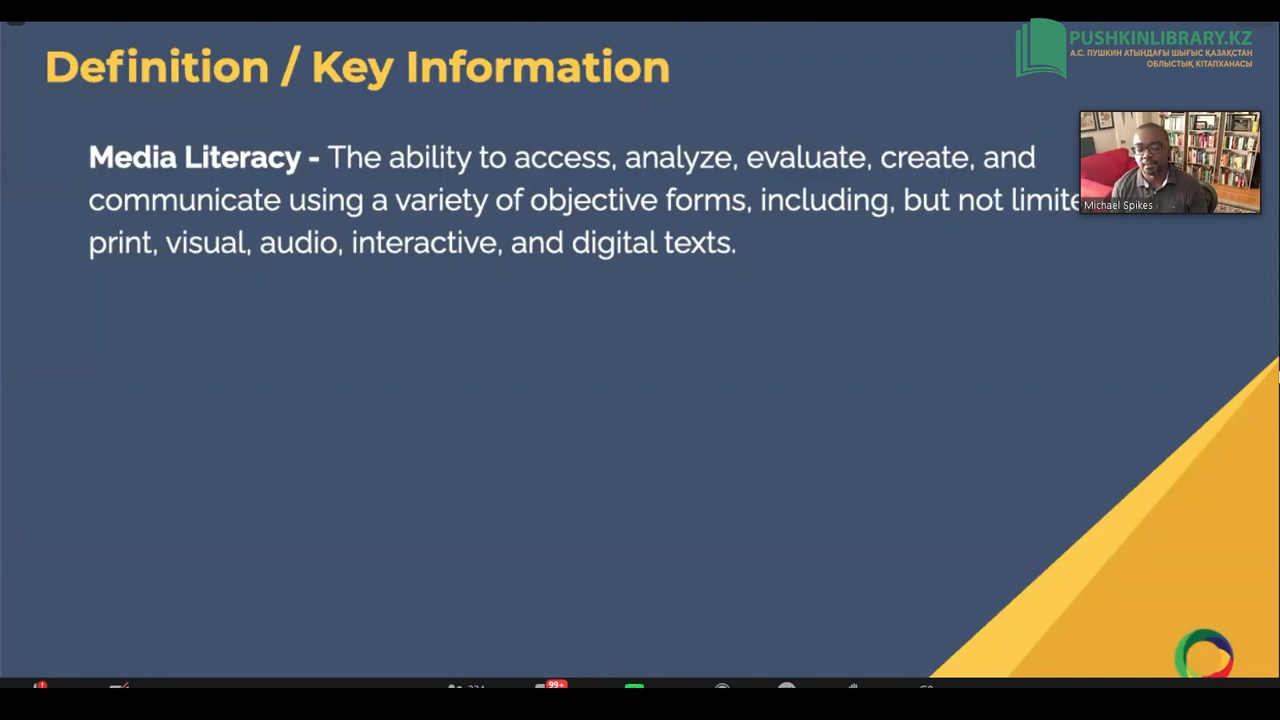 Definition / Key Information
PUSHKINLIBRARY.KZ
А.С. ПУШКИН АТЫНДАҒЫ ШЫҒЫС ҚАЗАҚСТАН
ОБЛЫСТЫҚ КІТАПХАНАСЫ
Media Literacy - The ability to access, analyze, evaluate, create, and
communicate using a variety of objective forms, including, but not limite
print, visual, audio, interactive, and digital texts.
Michael Spikes
99+